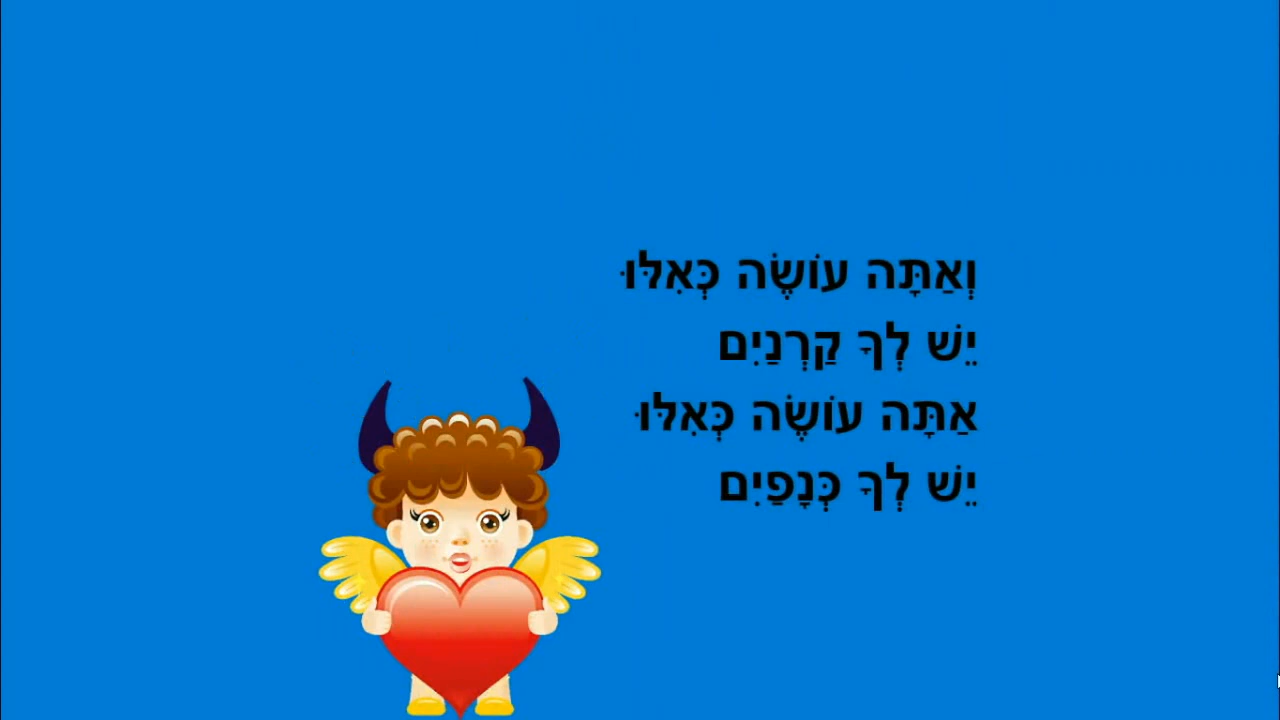 וְאַתָּה עוֹשֶׂה כְּאִלּוּ
יֵשׁ לְךָ קַרְנַיִם
אַתָּה עוֹשֶׂה כְּאִלּוּ
יֵשׁ לְךָ כְּנָפַיִם